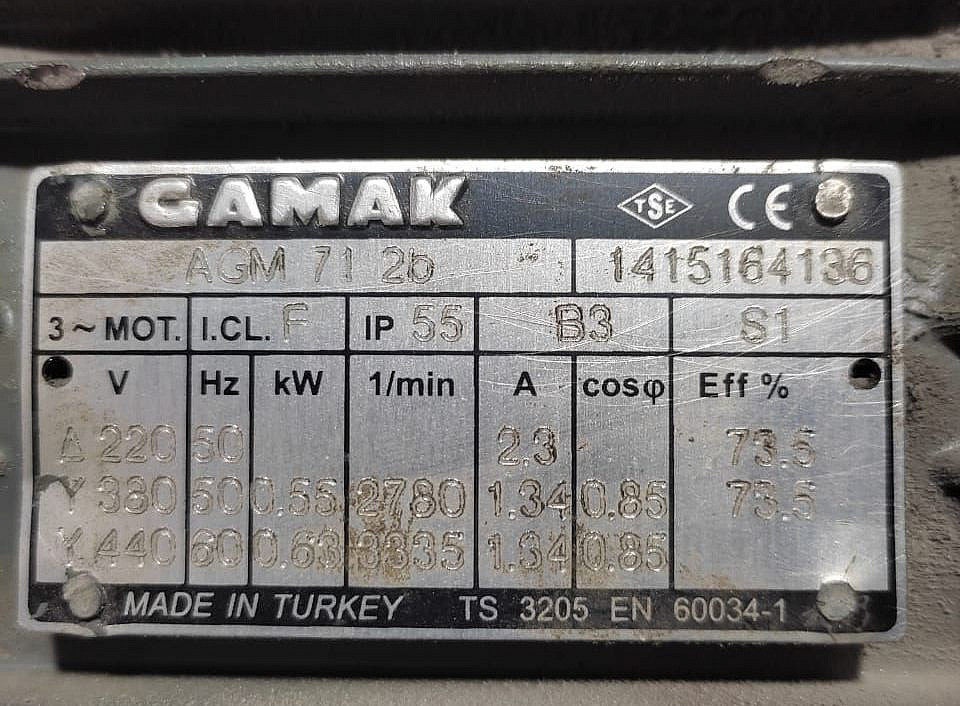 GAMAK TSE CE
AGM 71 2b 1415164136
3~MOT. I.CL. F IP 55 B3 S1
V Hz kW 1/min A cosφ Eff %
Δ 220 50 2.3 73.5
Y 380 50 0.55 2780 1.34 0.85 73.5
Y 440 60 0.63 3335 1.34 0.85
MADE IN TURKEY TS 3205 EN 60034-1